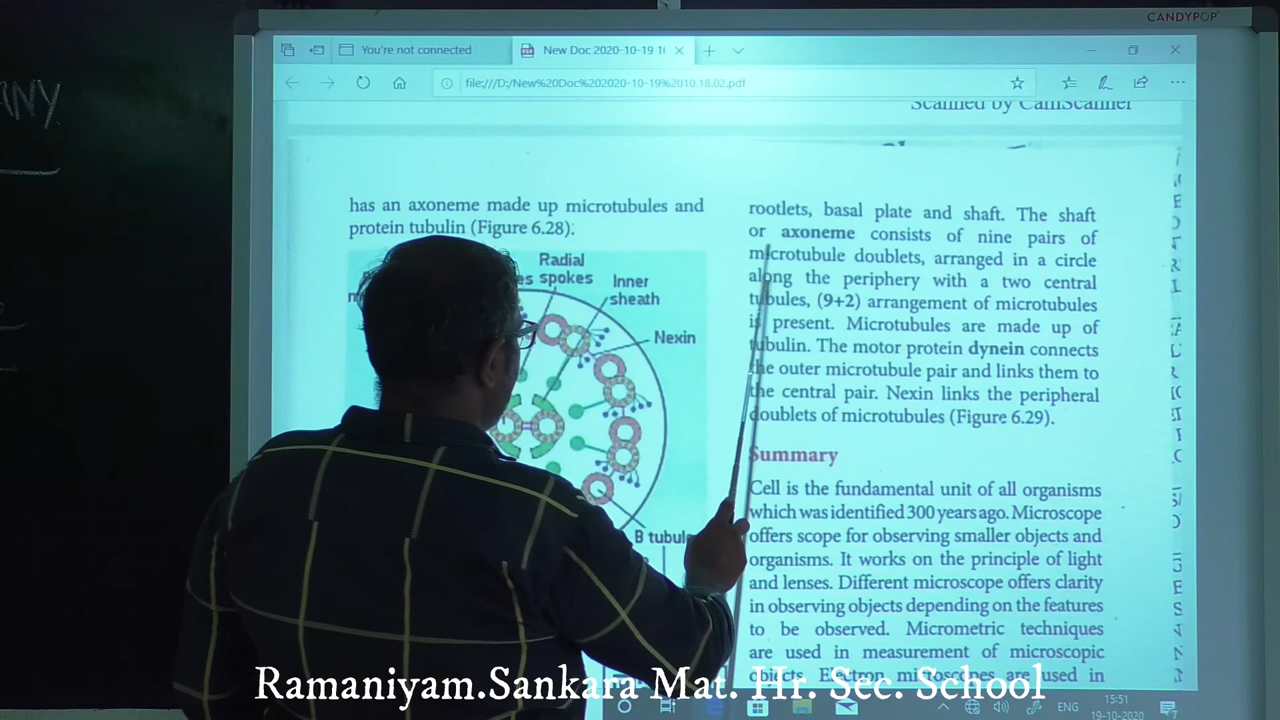 CANDYPOP
ANY
You're not connected
New Doc 2020-10-19 1
file:///D:/New%20Doc%202020-10-19%2010.18.02.pdf
Scanned by CamScanner
has an axoneme made up microtubules and
protein tubulin (Figure 6.28).
Radial
spokes
Inner
sheath
Nexin
B tubul
rootlets, basal plate and shaft. The shaft
or axoneme consists of nine pairs of
microtubule doublets, arranged in a circle
along the periphery with a two central
tubules, (9+2) arrangement of microtubules
is present. Microtubules are made up of
tubulin. The motor protein dynein connects
the outer microtubule pair and links them to
the central pair. Nexin links the peripheral
doublets of microtubules (Figure 6.29).
Summary
Cell is the fundamental unit of all organisms
which was identified 300 years ago. Microscope
offers scope for observing smaller objects and
organisms. It works on the principle of light
and lenses. Different microscope offers clarity
in observing objects depending on the features
to be observed. Micrometric techniques
are used in measurement of microscopic
objects. Electron microscopes are used in
Ramaniyam.Sankara Mat. Hr. Sec. School
ENG
15:51
19-10-2020